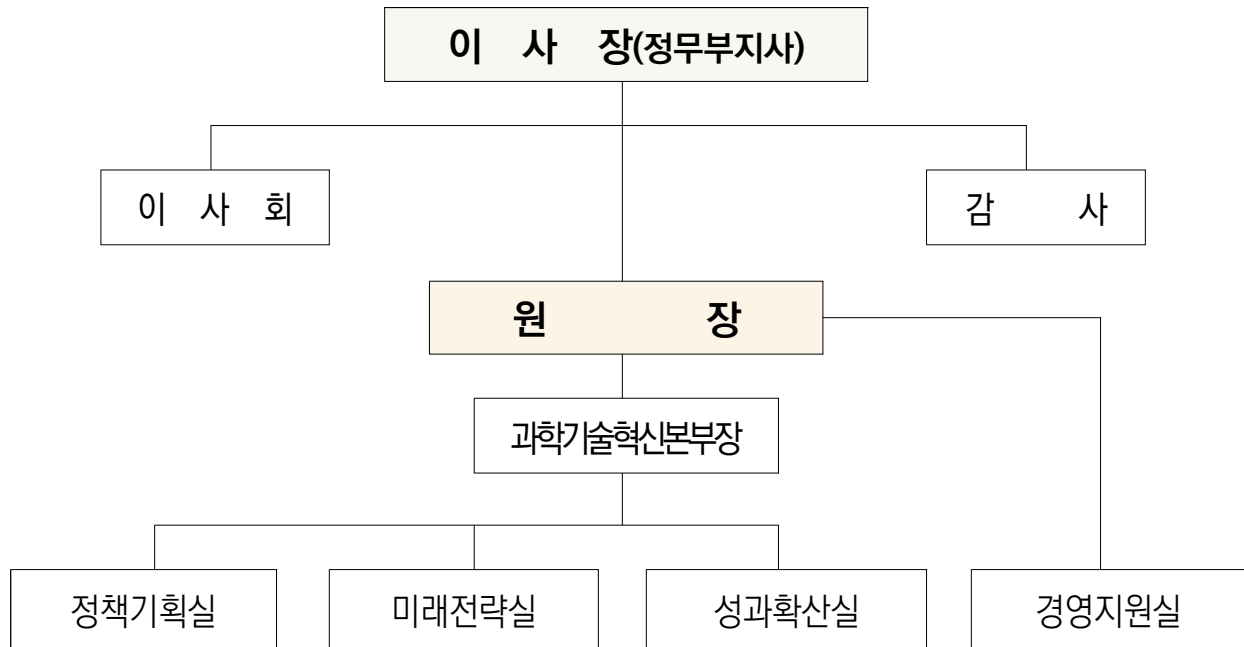 이 사 장(정무부지사)
이 사 회
감 사
원 장
과학기술혁신본부장
정책기획실
미래전략실
성과확산실
경영지원실